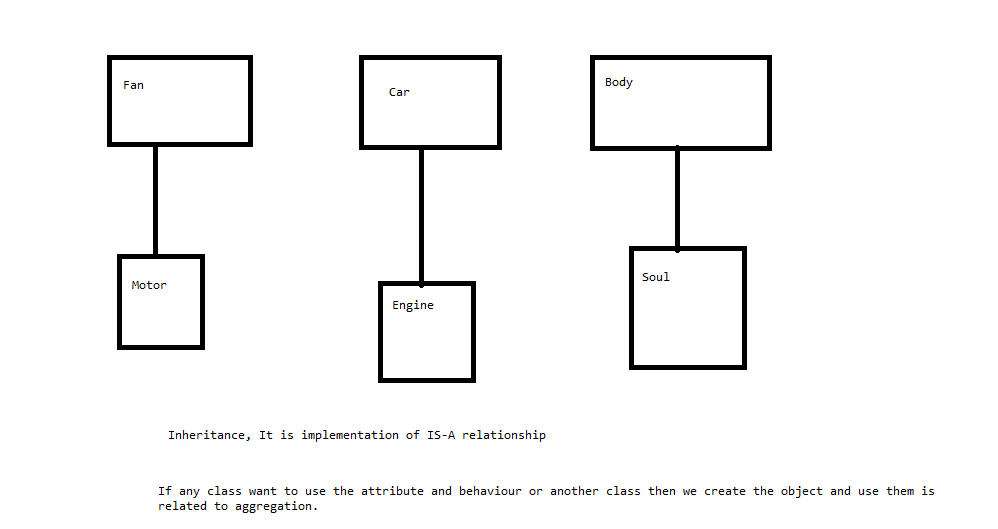 Fan
Car
Body
Motor
Engine
Soul
Inheritance, It is implementation of IS-A relationship
If any class want to use the attribute and behaviour or another class then we create the object and use them is
related to aggregation.